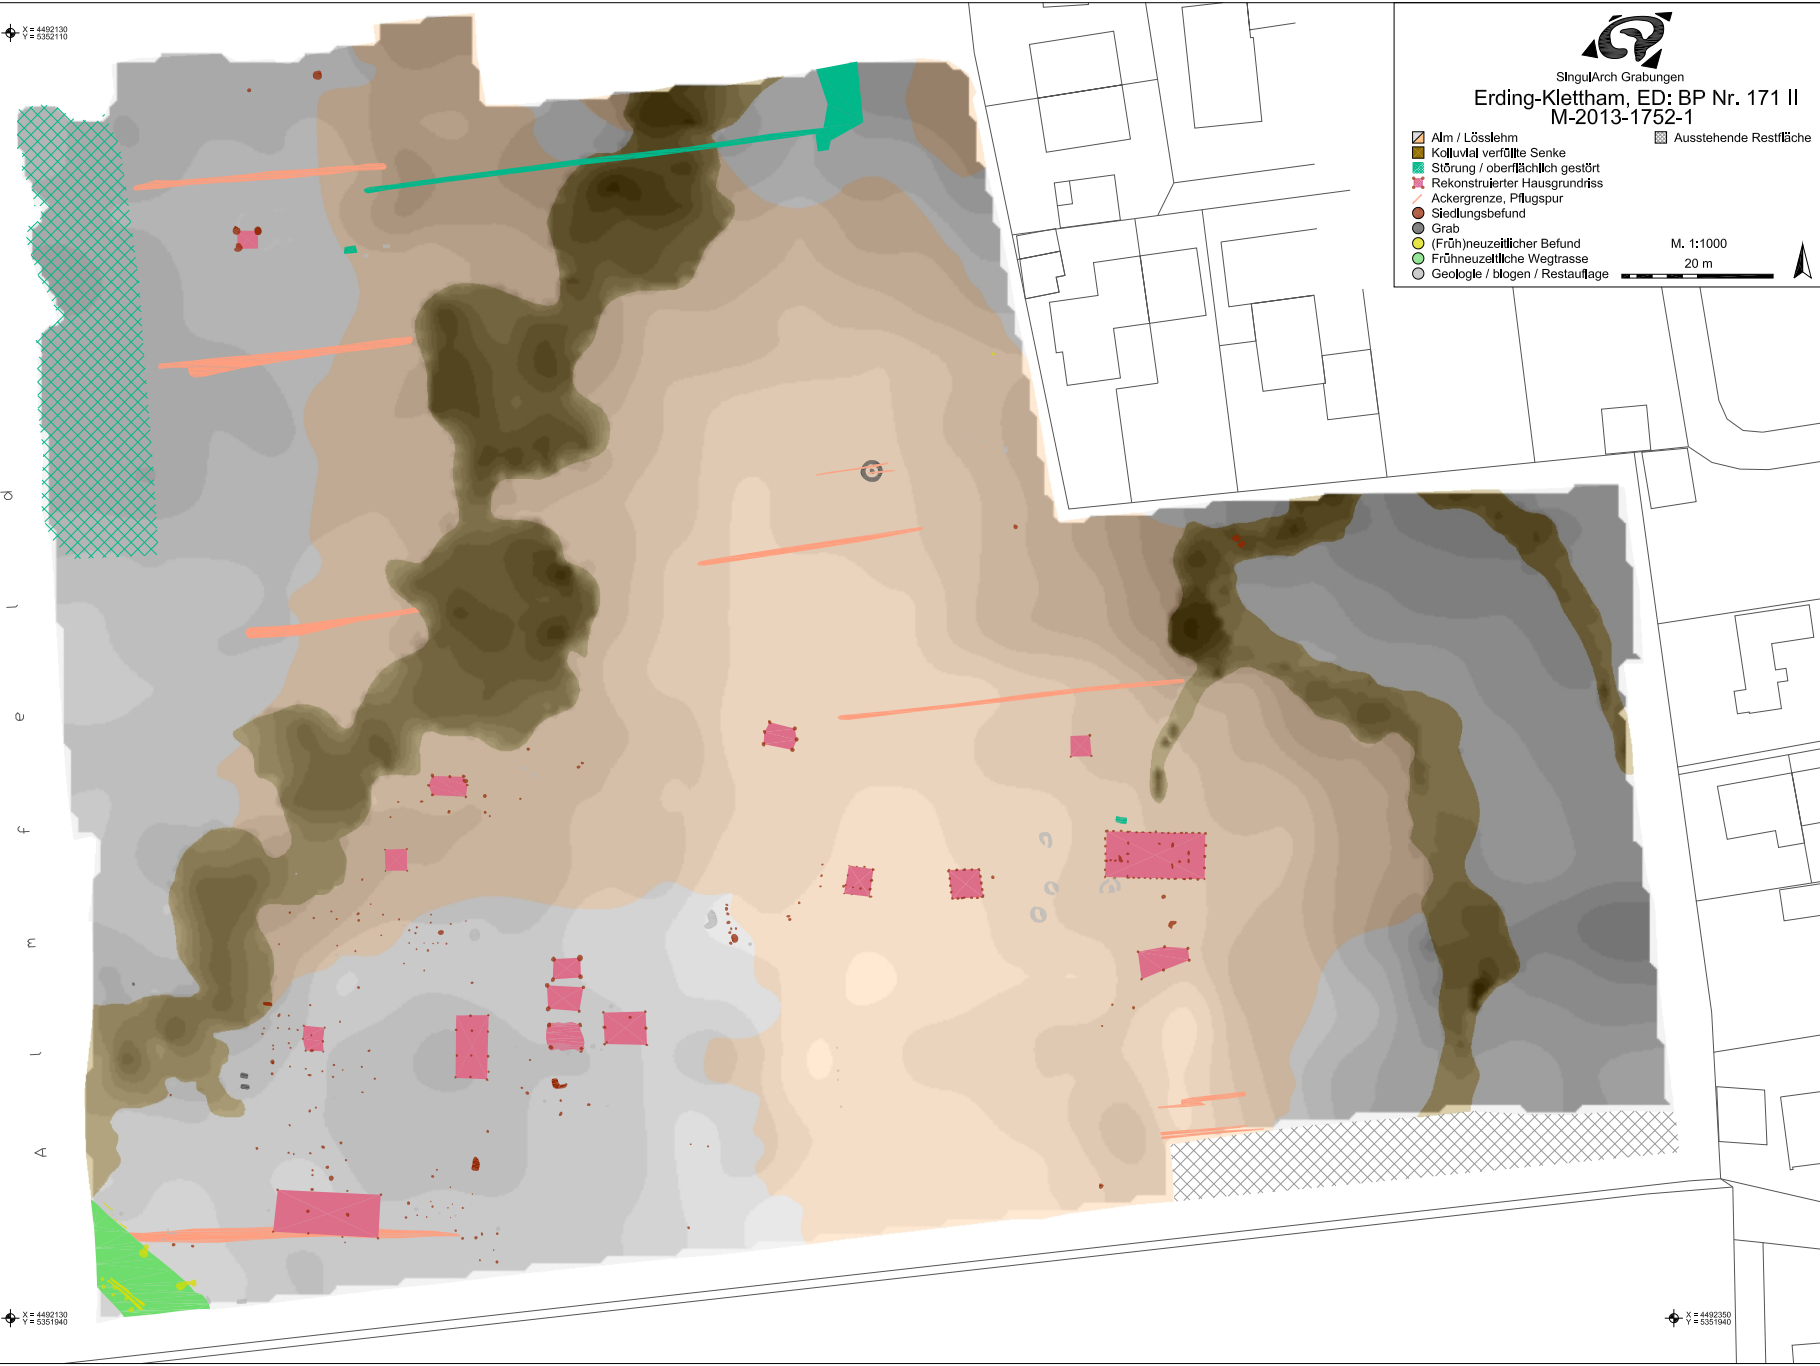 X = 4492130
Y = 5352110
SingulArch Grabungen
Erding-Klettham, ED: BP Nr. 171 II
M-2013-1752-1
Alm / Lösslehm
Kolluvial verfüllte Senke
Störung / oberflächlich gestört
Rekonstruierter Hausgrundriss
Ackergrenze, Pflugspur
Siedlungsbefund
Grab
(Früh)neuzeitlicher Befund
Frühneuzeitliche Wegtrasse
Geologie / biogen / Restauflage
Ausstehende Restfläche
M. 1:1000
20 m
Almfeld
X = 4492130
Y = 5351940
X = 4492350
Y = 5351940